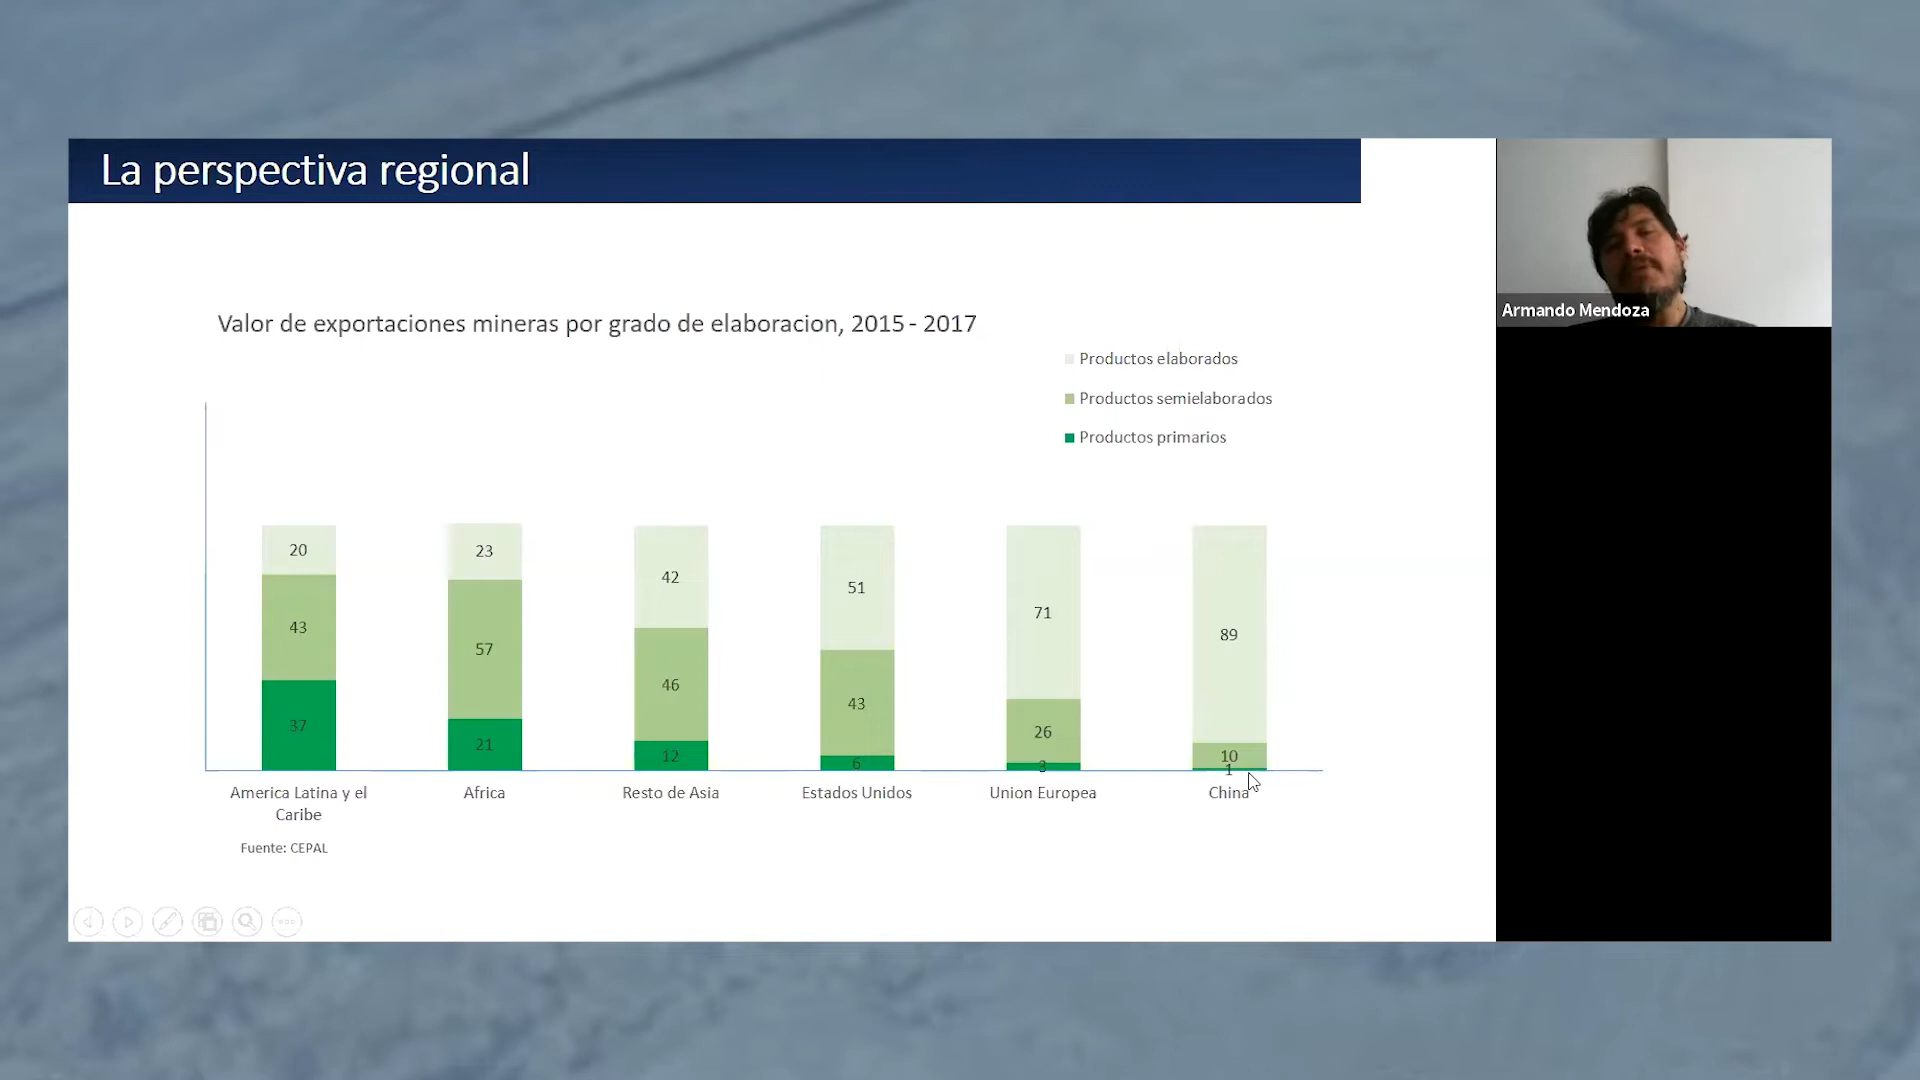 La perspectiva regional
Armando Mendoza
Valor de exportaciones mineras por grado de elaboracion, 2015 - 2017
Productos elaborados
Productos semielaborados
Productos primarios
20 23 42 51 71 89
43 57 46 43 26 10
37 21 12 6 3 1
America Latina y el Caribe
Africa
Resto de Asia
Estados Unidos
Union Europea
China
Fuente: CEPAL